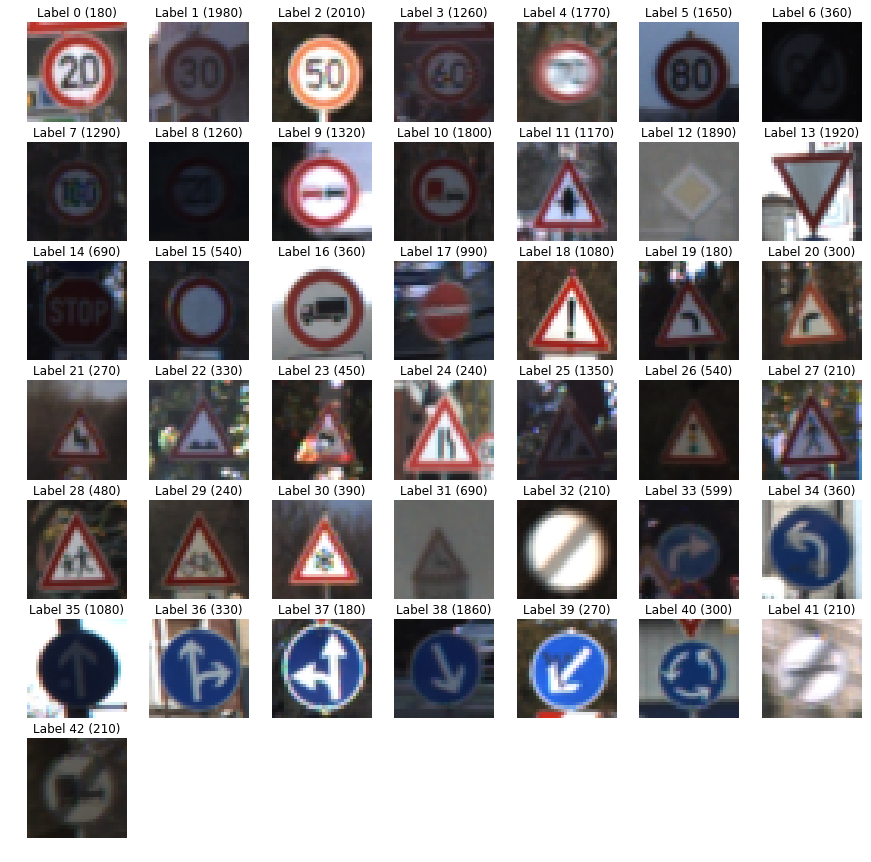 Label 0 (180) Label 1 (1980) Label 2 (2010) Label 3 (1260) Label 4 (1770) Label 5 (1650) Label 6 (360)
20 30 50 60 70 80 80
Label 7 (1290) Label 8 (1260) Label 9 (1320) Label 10 (1800) Label 11 (1170) Label 12 (1890) Label 13 (1920)
100
Label 14 (690) Label 15 (540) Label 16 (360) Label 17 (990) Label 18 (1080) Label 19 (180) Label 20 (300)
STOP !
Label 21 (270) Label 22 (330) Label 23 (450) Label 24 (240) Label 25 (1350) Label 26 (540) Label 27 (210)
Label 28 (480) Label 29 (240) Label 30 (390) Label 31 (690) Label 32 (210) Label 33 (599) Label 34 (360)
Label 35 (1080) Label 36 (330) Label 37 (180) Label 38 (1860) Label 39 (270) Label 40 (300) Label 41 (210)
Label 42 (210)